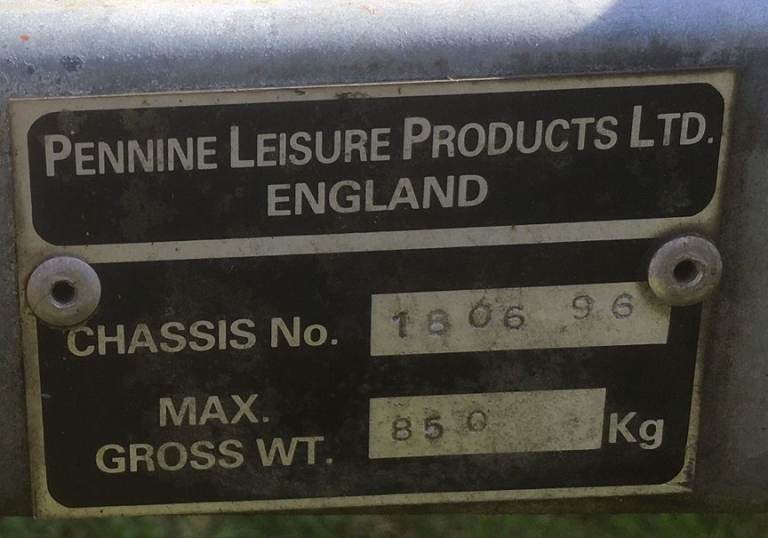 PENNINE LEISURE PRODUCTS LTD.
ENGLAND
CHASSIS No. 1806 96
MAX.
GROSS WT. 850 Kg